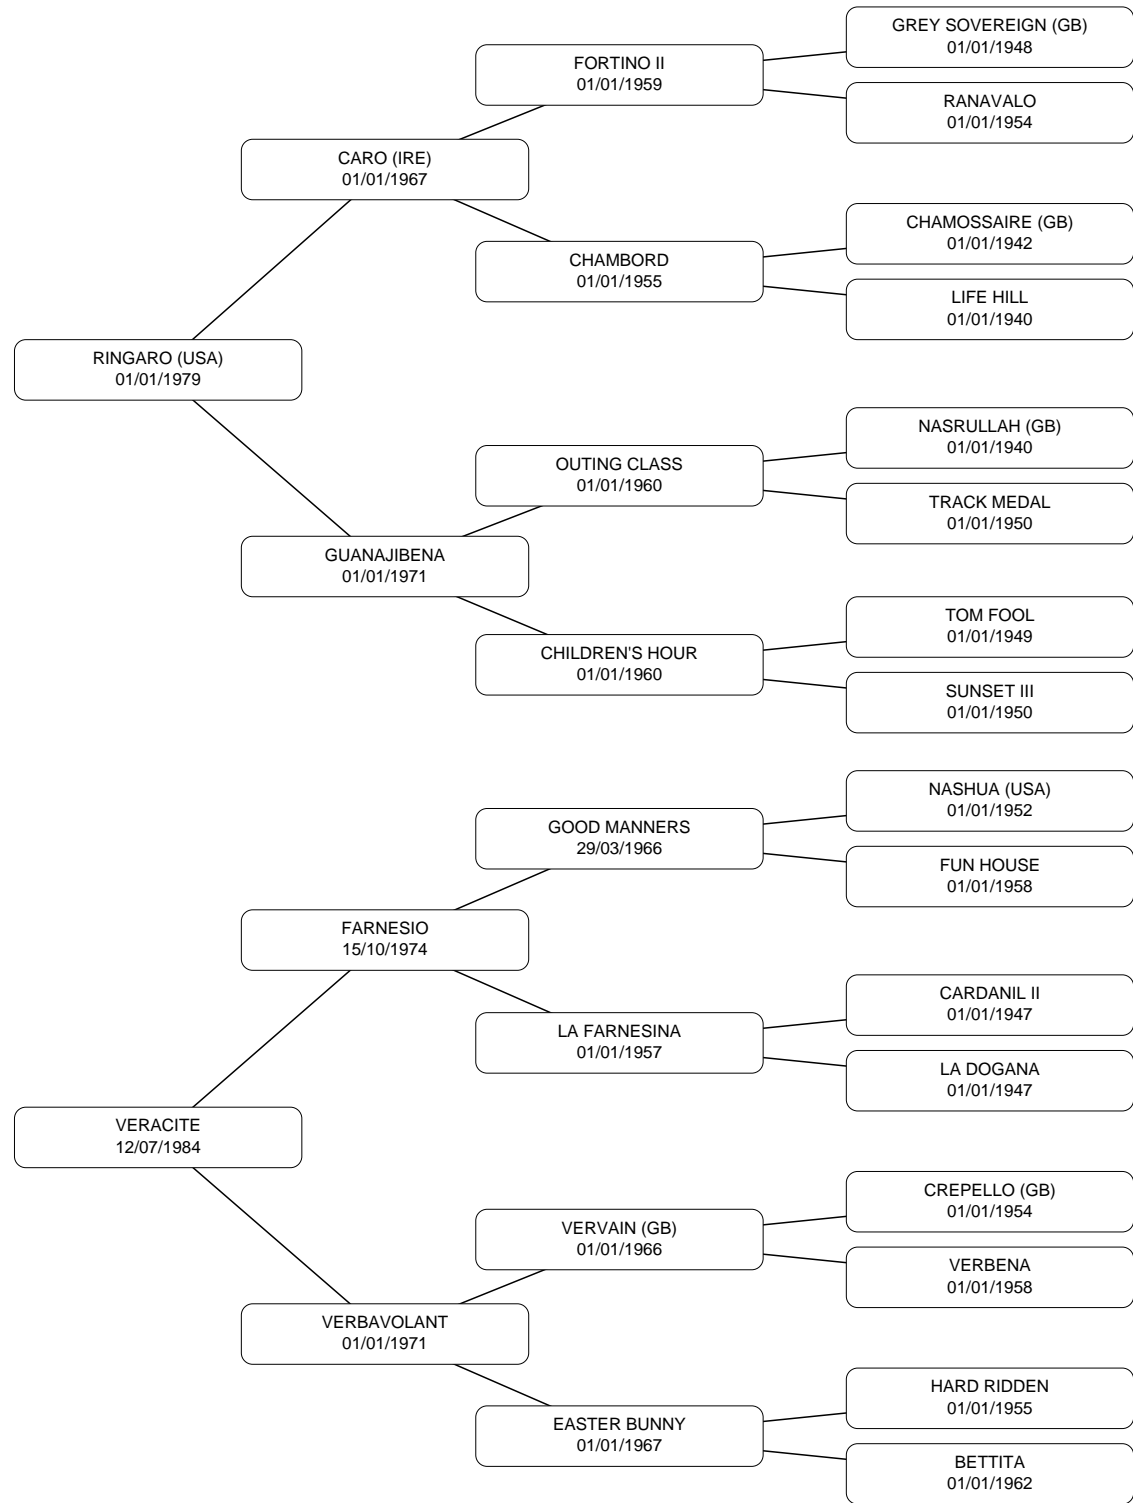 GREY SOVEREIGN (GB)
01/01/1948
FORTINO II
01/01/1959
RANAVALO
01/01/1954
CARO (IRE)
01/01/1967
CHAMOSSAIRE (GB)
01/01/1942
CHAMBORD
01/01/1955
LIFE HILL
01/01/1940
RINGARO (USA)
01/01/1979
NASRULLAH (GB)
01/01/1940
OUTING CLASS
01/01/1960
TRACK MEDAL
01/01/1950
GUANAJIBENA
01/01/1971
TOM FOOL
01/01/1949
CHILDREN'S HOUR
01/01/1960
SUNSET III
01/01/1950
NASHUA (USA)
01/01/1952
GOOD MANNERS
29/03/1966
FUN HOUSE
01/01/1958
FARNESIO
15/10/1974
CARDANIL II
01/01/1947
LA FARNESINA
01/01/1957
LA DOGANA
01/01/1947
VERACITE
12/07/1984
CREPELLO (GB)
01/01/1954
VERVAIN (GB)
01/01/1966
VERBENA
01/01/1958
VERBAVOLANT
01/01/1971
HARD RIDDEN
01/01/1955
EASTER BUNNY
01/01/1967
BETTITA
01/01/1962